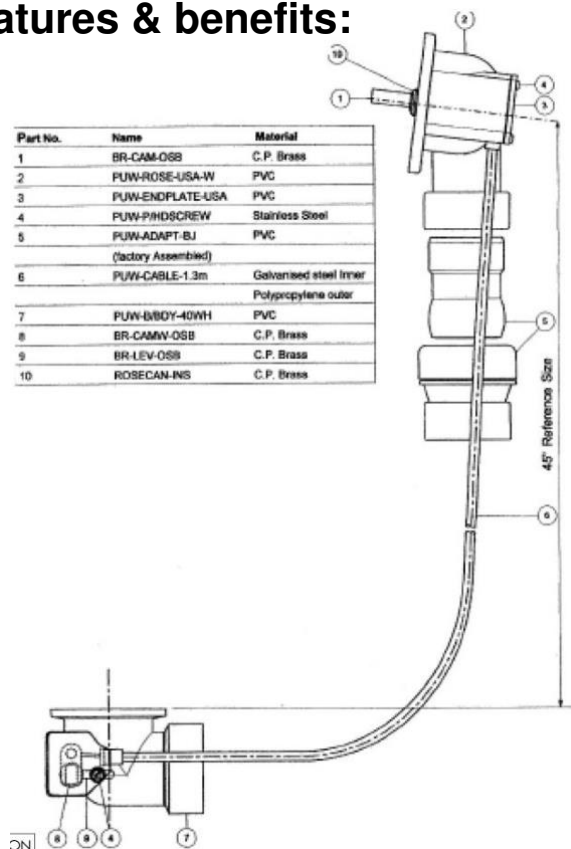 atures & benefits:
2
10
4
1
3
Part No. Name Material
1 BR-CAM-OSB C.P. Brass
2 PUW-ROSE-USA-W PVC
3 PUW-ENDPLATE-USA PVC
4 PUW-P/HDSCREW Stainless Steel
5 PUW-ADAPT-BJ PVC
(factory Assembled)
6 PUW-CABLE-1.3m Galvanised steel Inner
Polypropylene outer
7 PUW-B/BDY-40WH PVC
8 BR-CAMW-OSB C.P. Brass
9 BR-LEV-OSB C.P. Brass
10 ROSECAN-INS C.P. Brass
5
45" Reference Size
6
8 9 4 7
ON